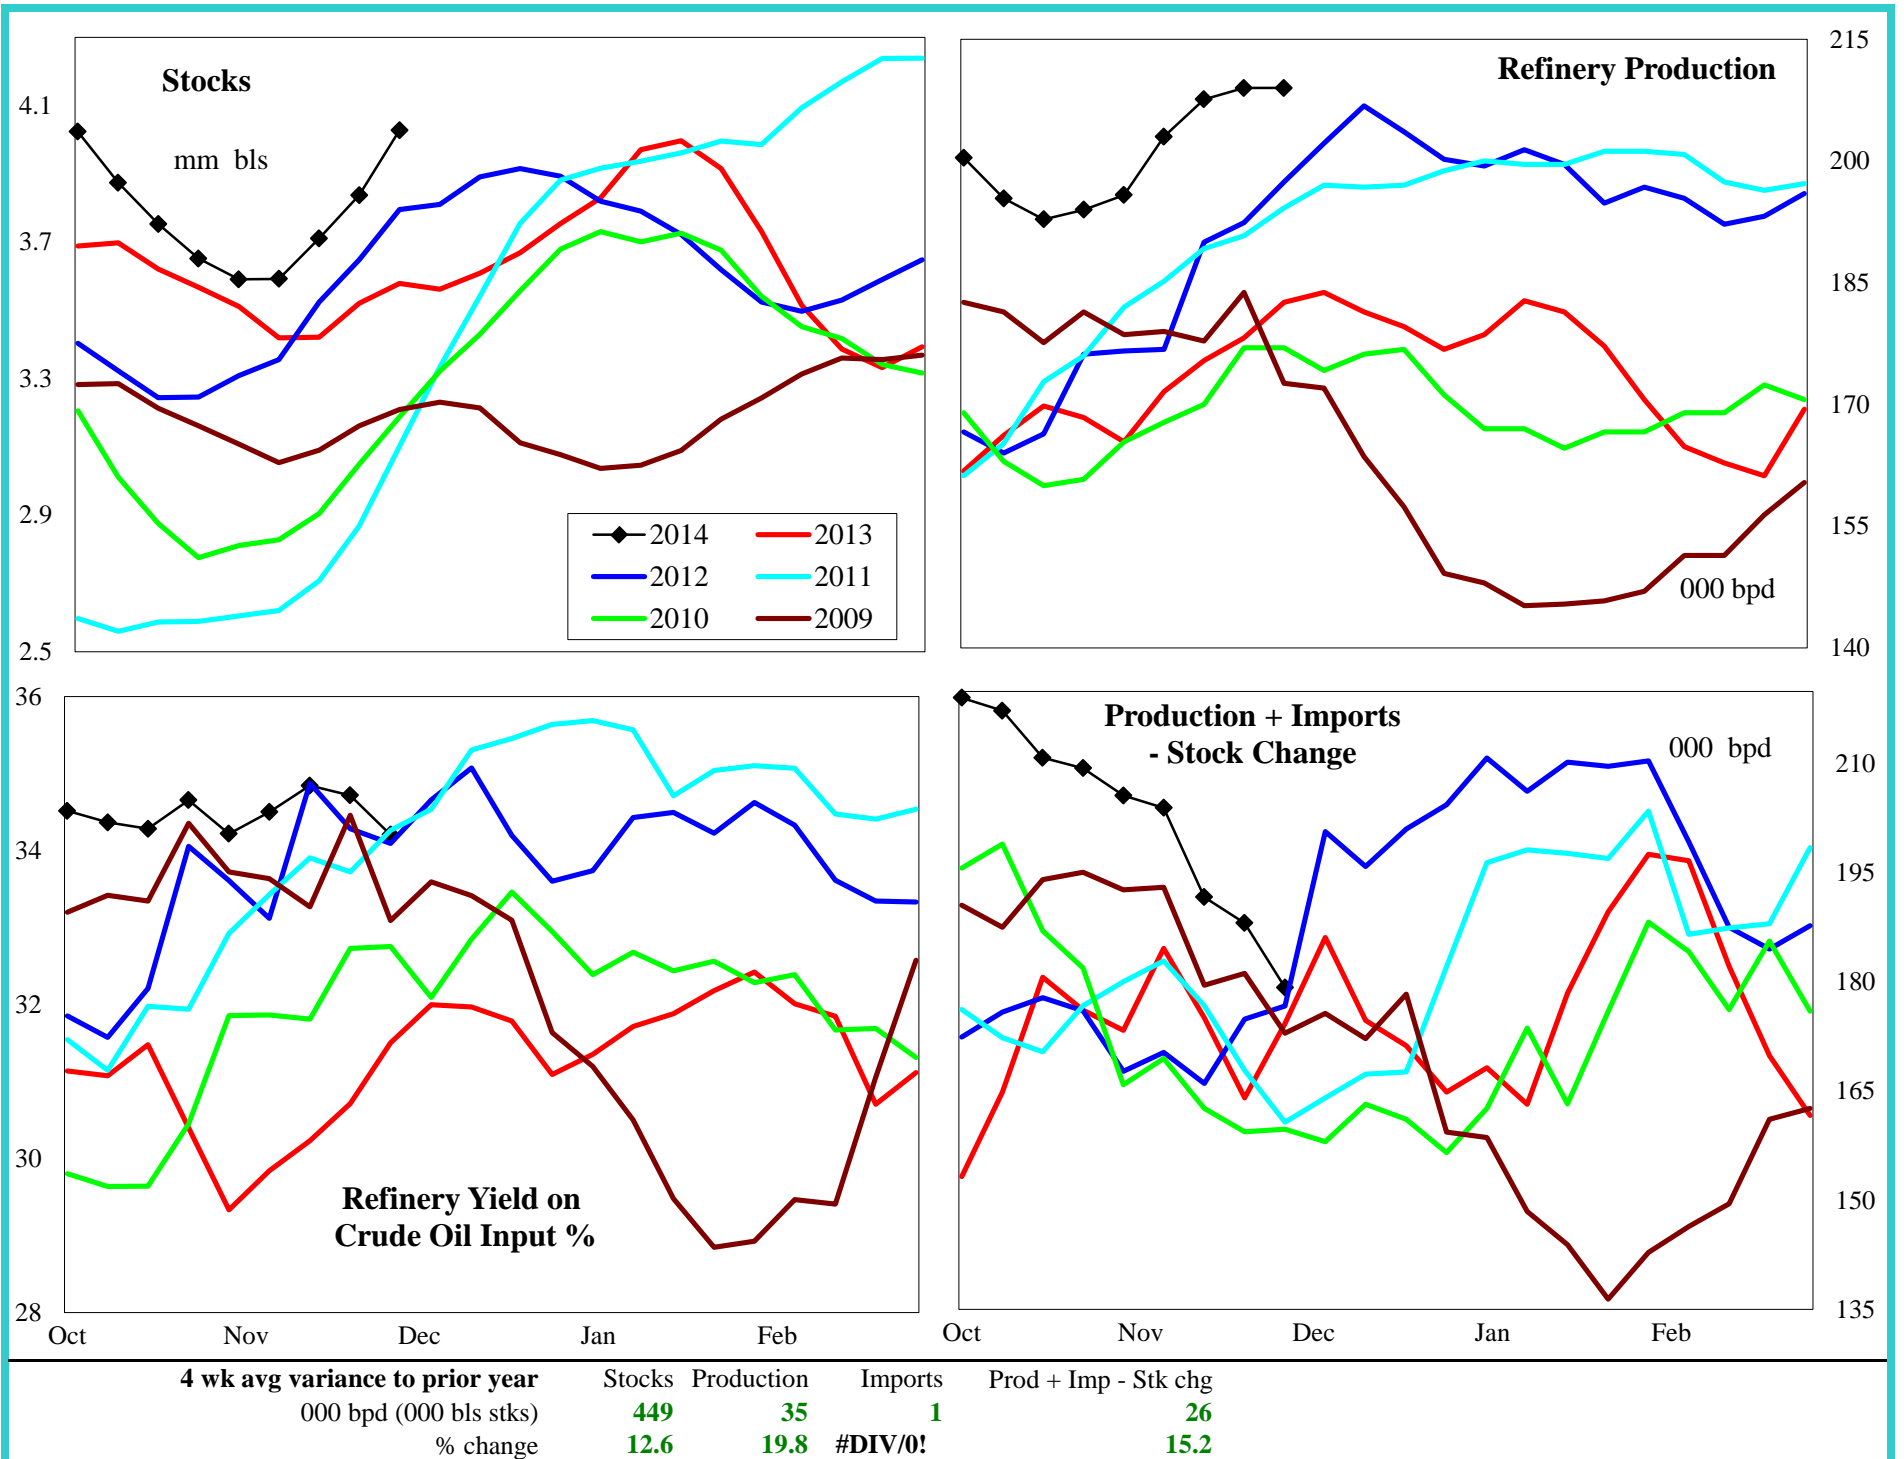 Stocks
mm bls
4.1
3.7
3.3
2.9
2.5
2014
2013
2012
2011
2010
2009
Refinery Production
000 bpd
215
200
185
170
155
140
36
34
32
30
28
Refinery Yield on
Crude Oil Input %
Oct Nov Dec Jan Feb
Production + Imports
- Stock Change
000 bpd
210
195
180
165
150
135
Oct Nov Dec Jan Feb
4 wk avg variance to prior year Stocks Production Imports Prod + Imp - Stk chg
000 bpd (000 bls stks) 449 35 1 26
% change 12.6 19.8 #DIV/0! 15.2